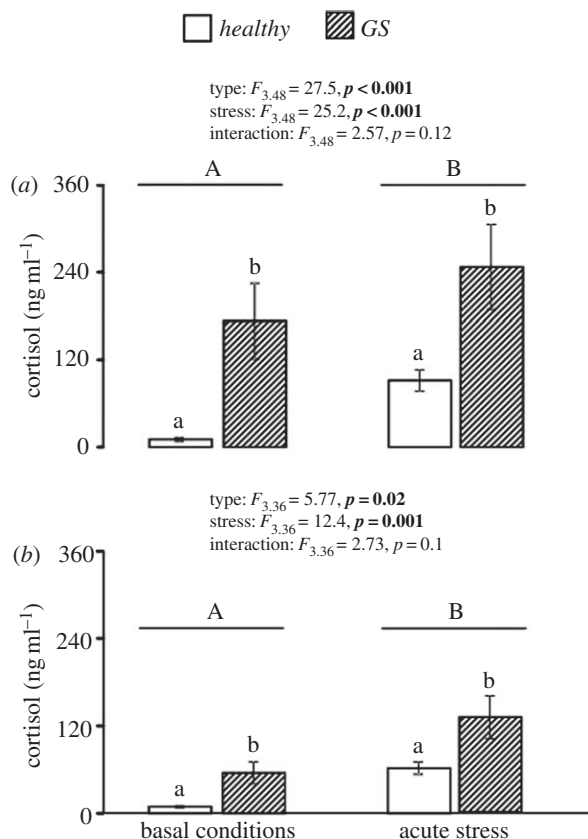 healthy GS
type: F3.48 = 27.5, p < 0.001
stress: F3.48 = 25.2, p < 0.001
interaction: F3.48 = 2.57, p = 0.12
(a) 360 A B
240
120
0
cortisol (ng ml−1)
b
a
b
a
type: F3.36 = 5.77, p = 0.02
stress: F3.36 = 12.4, p = 0.001
interaction: F3.36 = 2.73, p = 0.1
(b) 360 A B
240
120
0
cortisol (ng ml−1)
b
a
b
a
basal conditions acute stress